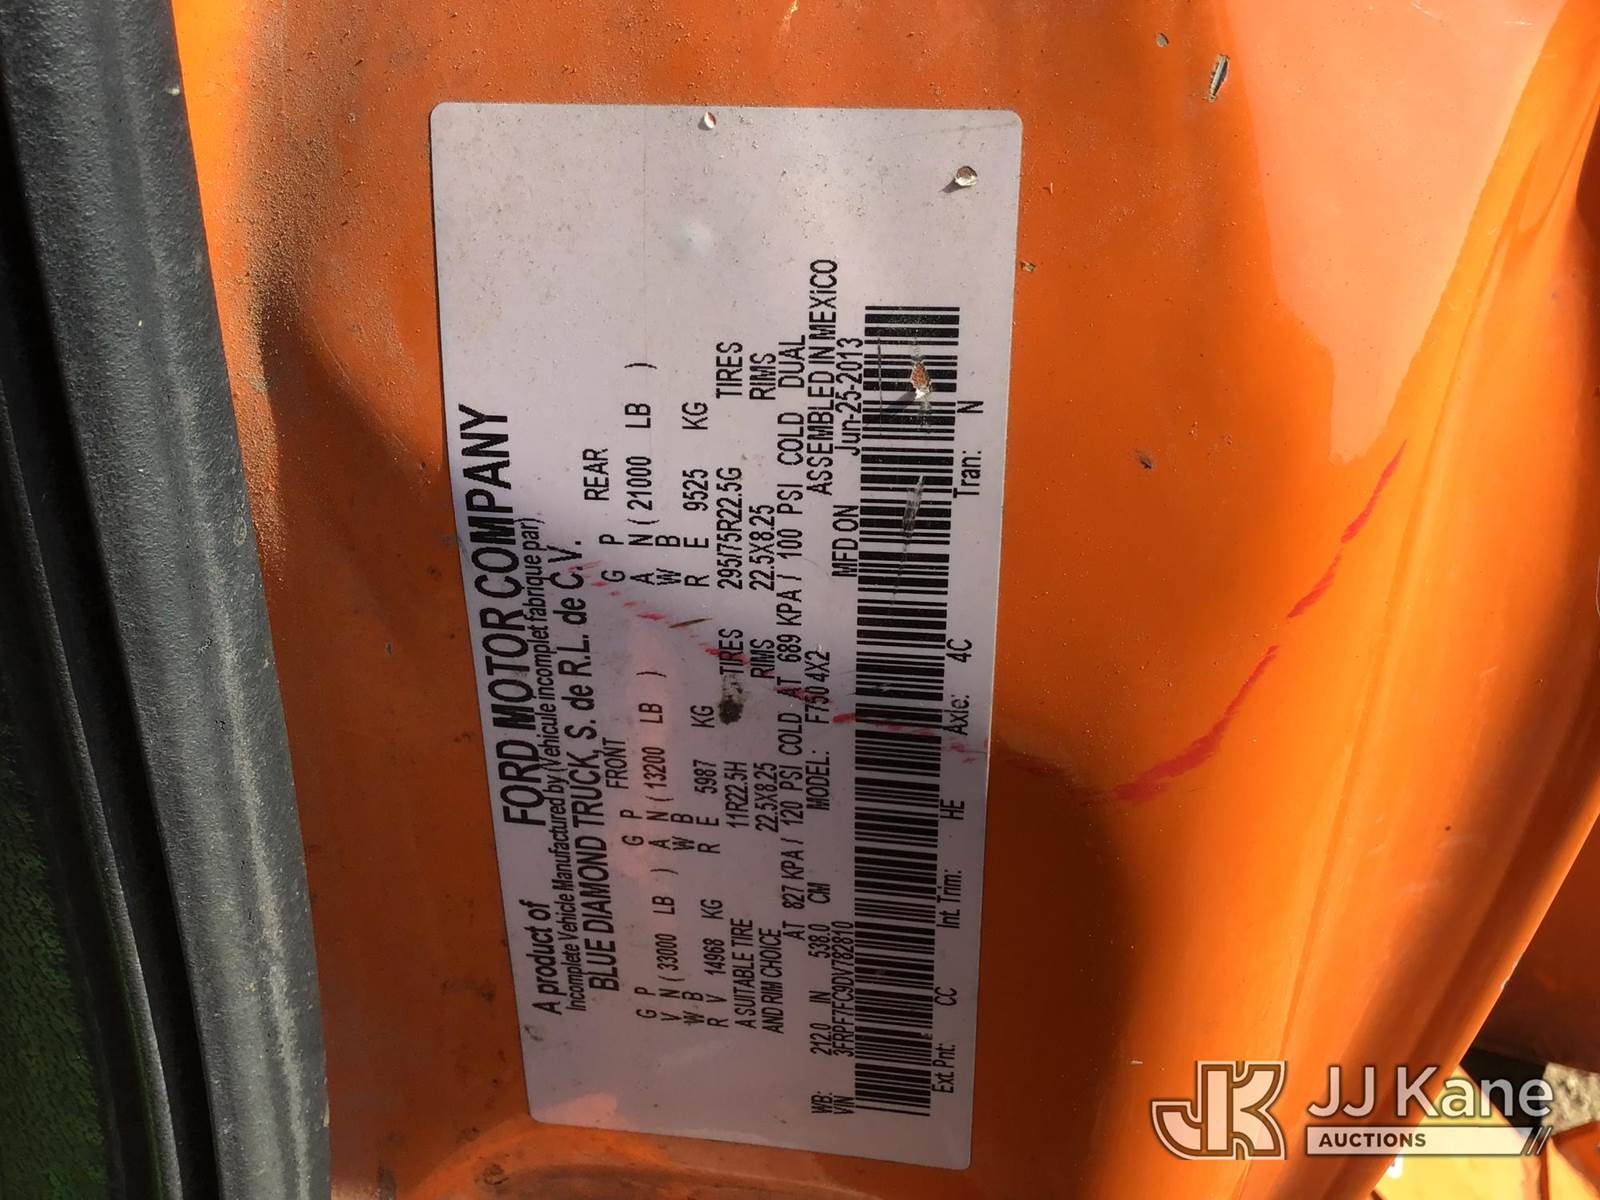 A product of FORD MOTOR COMPANY
Incomplete Vehicle Manufactured by (Vehicule incomplet fabrique par)
BLUE DIAMOND TRUCK, S. de R.L. de C.V.
FRONT REAR
G P G P G P
V N ( 33000 LB ) A N ( 13200 LB ) A N ( 21000 LB )
W B W B W B
R V 14968 KG R E 5987 KG R E 9525 KG
A SUITABLE TIRE 11R22.5H TIRES 295/75R22.5G TIRES
AND RIM CHOICE 22.5X8.25 RIMS 22.5X8.25 RIMS
AT 827 KPA / 120 PSI COLD AT 689 KPA / 100 PSI COLD DUAL
WB: 212.0 IN 538.0 CM MODEL: F750 4X2 ASSEMBLED IN MEXICO
VIN 3FRPF7FC9DV782810 MFD ON Jun-25-2013
Ext. Pnt: CC Int. Trim: HE Axle: 4C Tran: N
JK JJ Kane
AUCTIONS